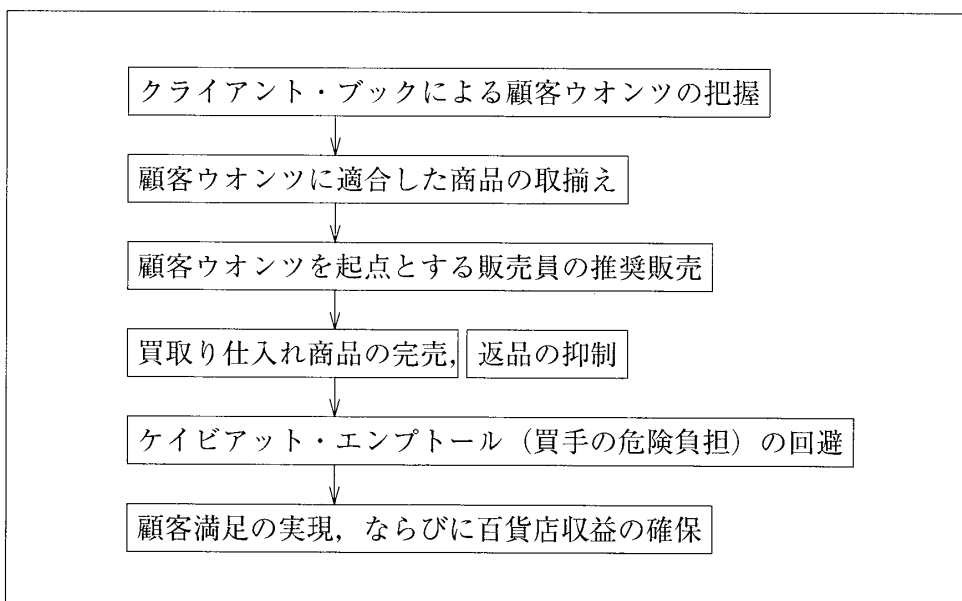 クライアント・ブックによる顧客ウオンツの把握
顧客ウオンツに適合した商品の取揃え
顧客ウオンツを起点とする販売員の推奨販売
買取り仕入れ商品の完売, 返品の抑制
ケイビアット・エンプトール（買手の危険負担）の回避
顧客満足の実現，ならびに百貨店収益の確保